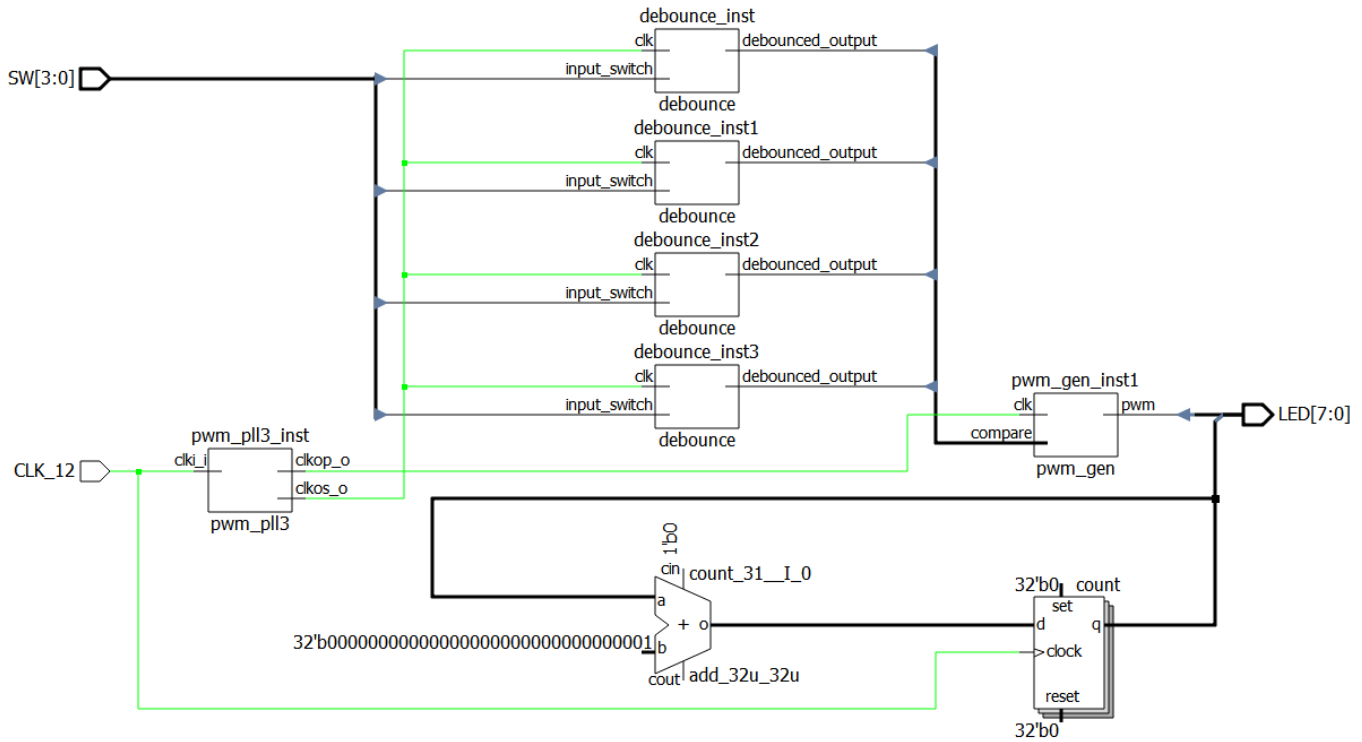 debounce_inst
clk debounced_output
SW[3:0] input_switch
debounce
debounce_inst1
clk debounced_output
input_switch
debounce
debounce_inst2
clk debounced_output
input_switch
debounce
debounce_inst3
clk debounced_output
input_switch
debounce
pwm_gen_inst1
clk pwm LED[7:0]
compare
pwm_gen
pwm_pll3_inst
CLK_12 clki_i clkop_o
clkos_o
pwm_pll3
1'b0
cin count_31__I_0
a
+ o
32'b00000000000000000000000000000001 b
cout add_32u_32u
32'b0 count
set
d q
clock
reset
32'b0